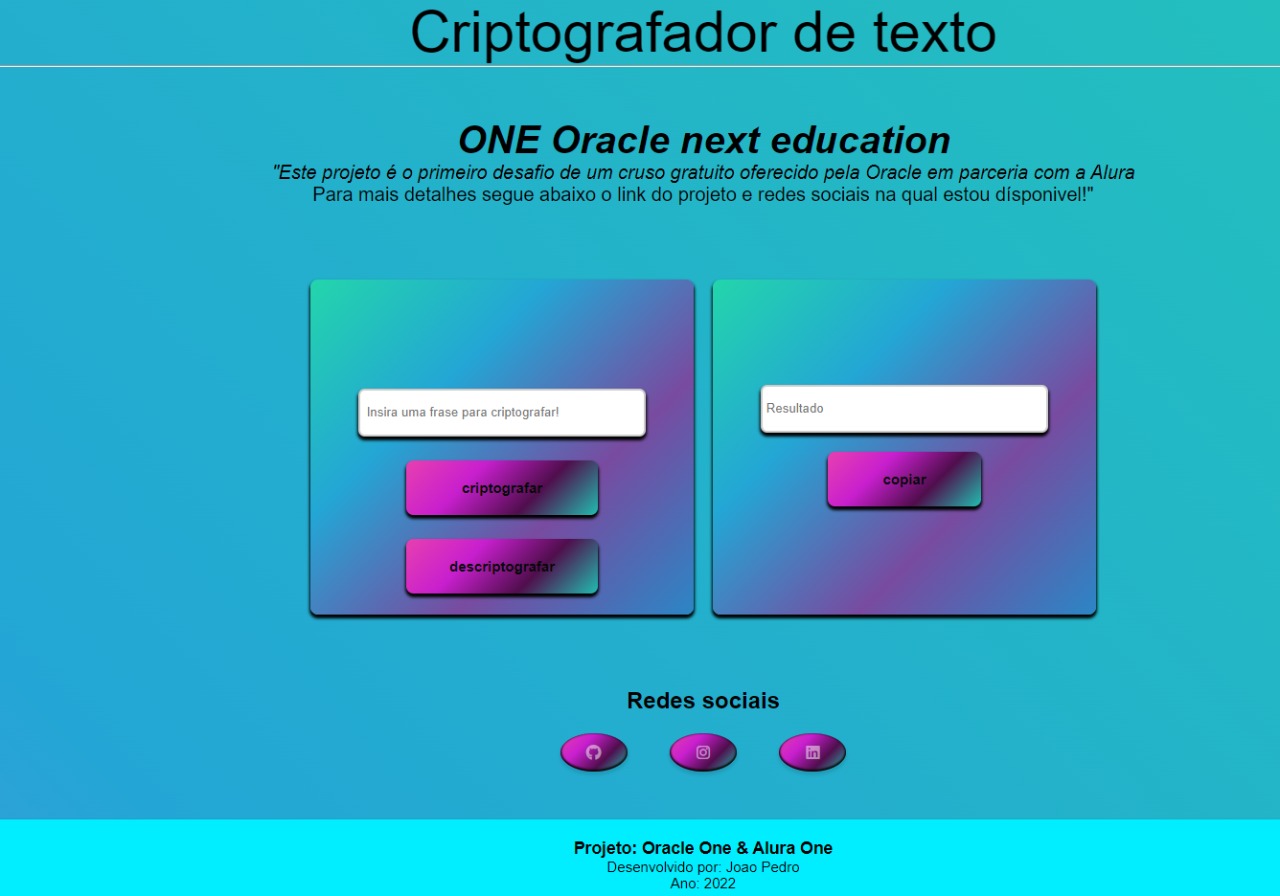 Criptografador de texto
ONE Oracle next education
"Este projeto é o primeiro desafio de um cruso gratuito oferecido pela Oracle em parceria com a Alura
Para mais detalhes segue abaixo o link do projeto e redes sociais na qual estou dísponivel!"
Insira uma frase para criptografar!
criptografar
descriptografar
Resultado
copiar
Redes sociais
in
Projeto: Oracle One & Alura One
Desenvolvido por: Joao Pedro
Ano: 2022